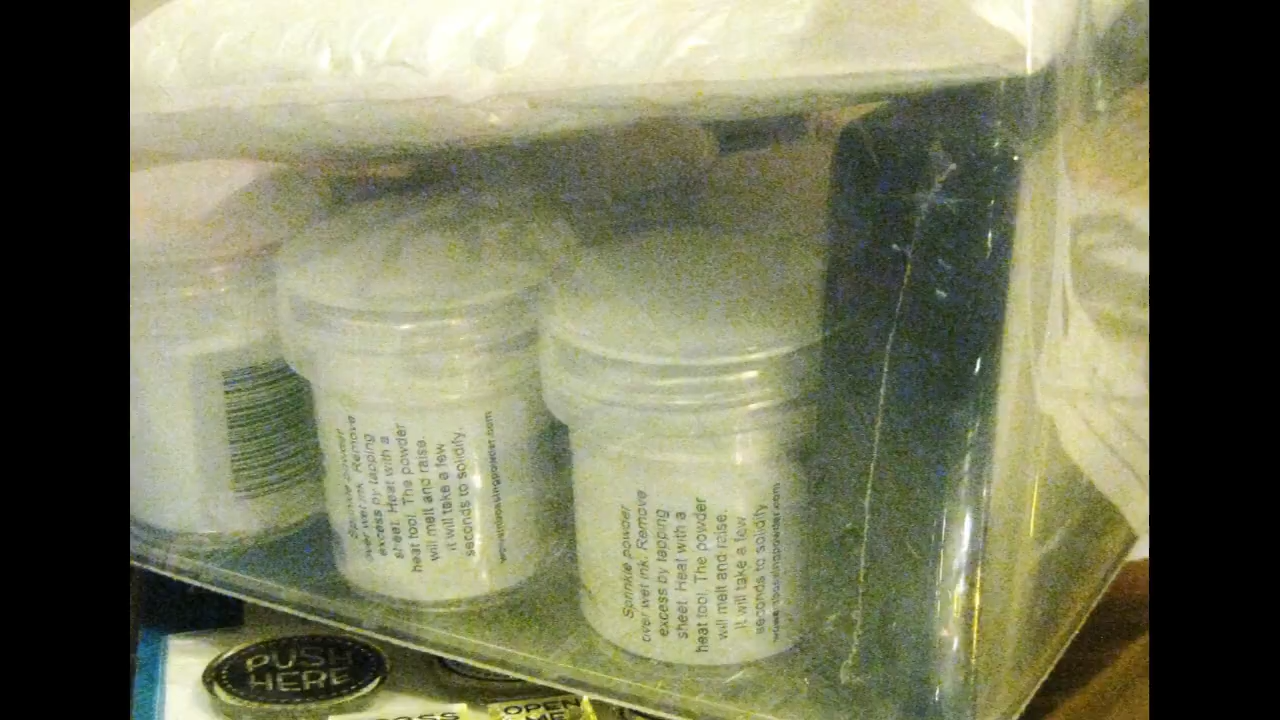 Sprinkle powder
over wet ink. Remove
excess by tapping
sheet. Heat with a
heat tool. The powder
will melt and raise.
it will take a few
seconds to solidify.
Sprinkle powder
over wet ink. Remove
excess by tapping
sheet. Heat with a
heat tool. The powder
will melt and raise.
it will take a few
seconds to solidify
PUSH
HERE
OPEN
ME